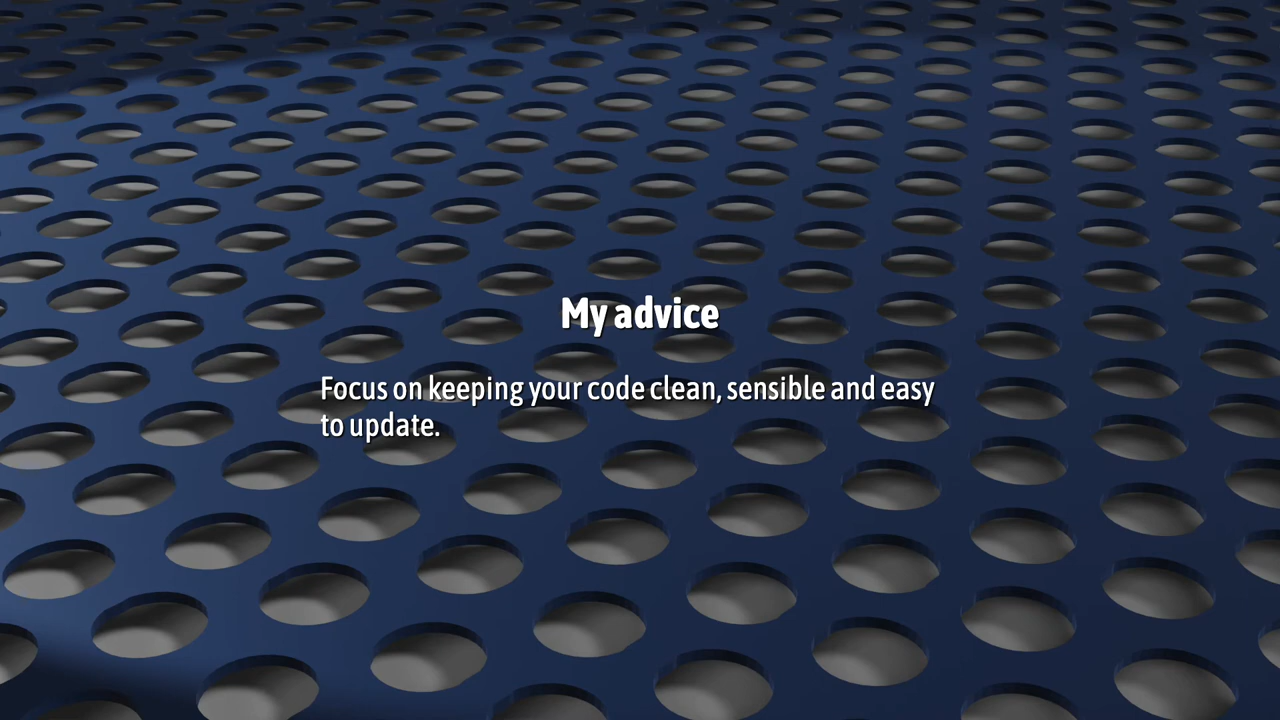 My advice
Focus on keeping your code clean, sensible and easy
to update.